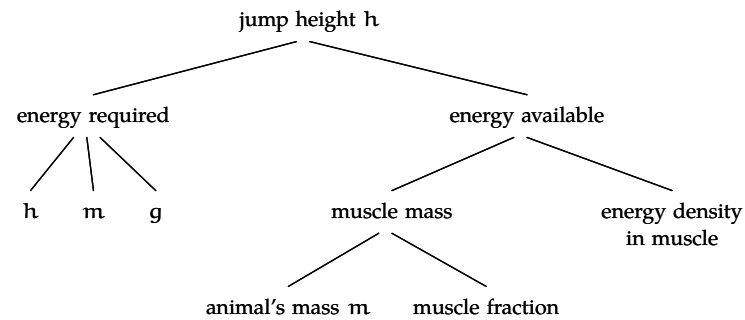 jump height h
energy required
energy available
h m g
muscle mass
energy density
in muscle
animal's mass m
muscle fraction